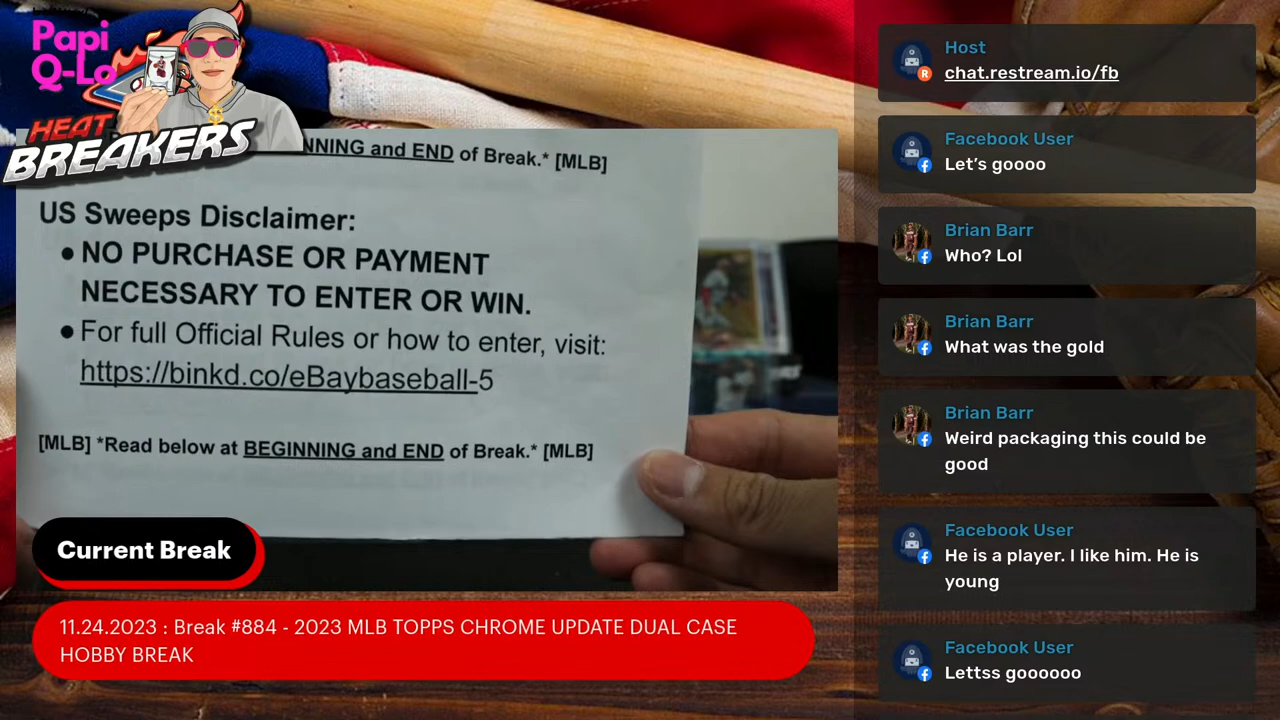 Papi
Q-Lo
HEAT
BREAKERS
NNING and END of Break.* [MLB]
US Sweeps Disclaimer:
● NO PURCHASE OR PAYMENT
NECESSARY TO ENTER OR WIN.
● For full Official Rules or how to enter, visit:
https://binkd.co/eBaybaseball-5
[MLB] *Read below at BEGINNING and END of Break.* [MLB]
Current Break
11.24.2023 : Break #884 - 2023 MLB TOPPS CHROME UPDATE DUAL CASE
HOBBY BREAK
Host
chat.restream.io/fb
Facebook User
Let’s goooo
Brian Barr
Who? Lol
Brian Barr
What was the gold
Brian Barr
Weird packaging this could be
good
Facebook User
He is a player. I like him. He is
young
Facebook User
Lettss goooooo